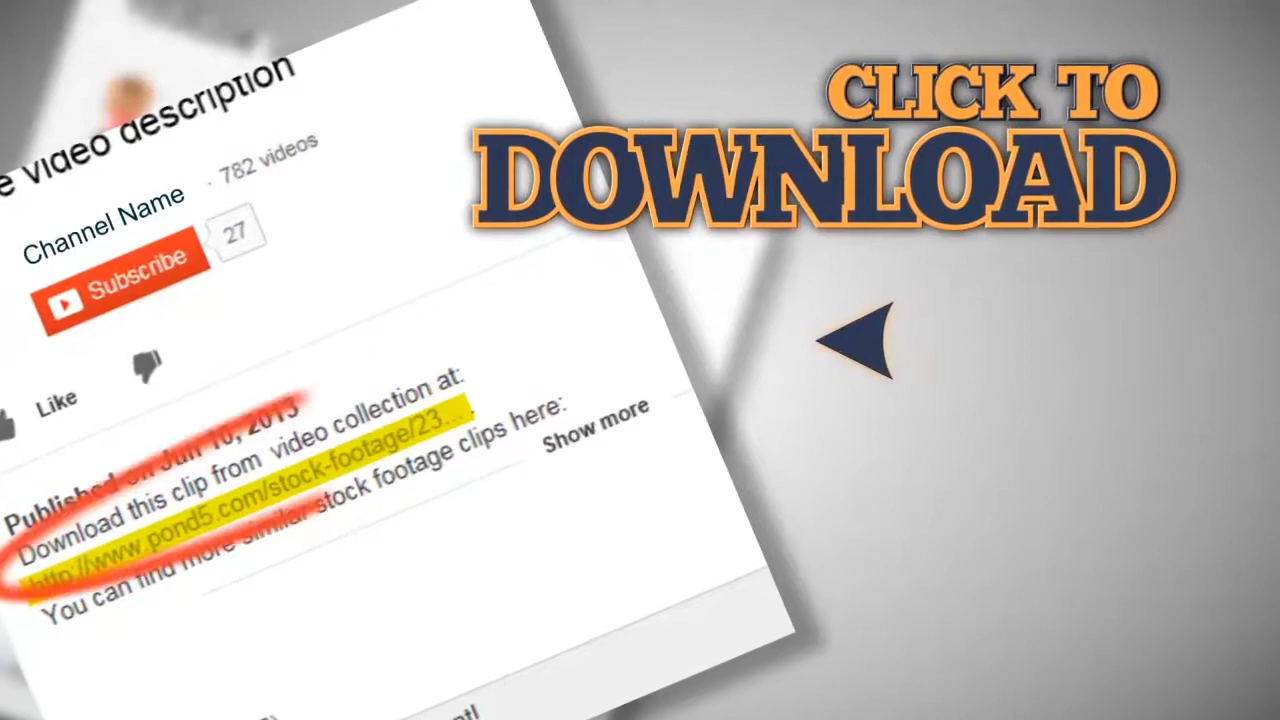 CLICK TO
DOWNLOAD
e video description
Channel Name · 782 videos
Subscribe 27
Like
Published on Jun 10, 2013
Download this clip from video collection at:
http://www.pond5.com/stock-footage/23... .
You can find more similar stock footage clips here:
Show more